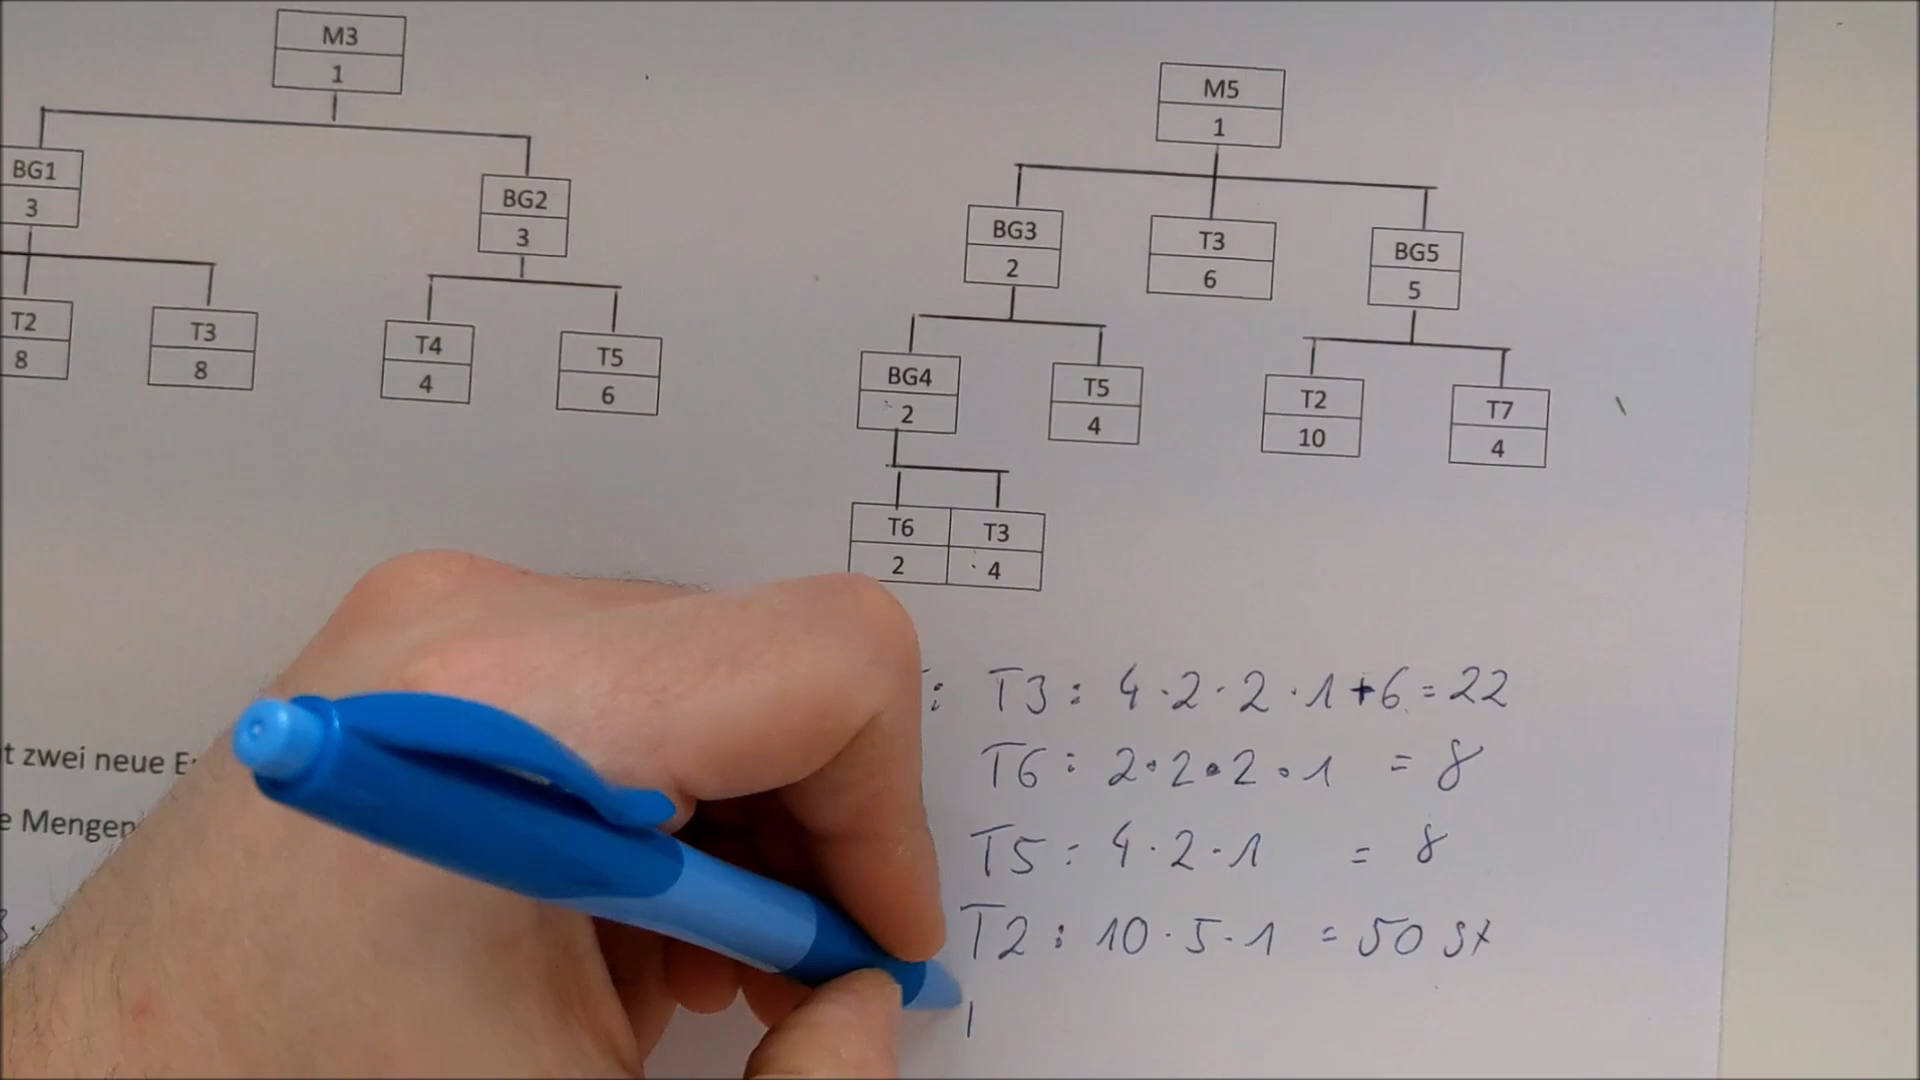 M3
1
M5
1
BG1
3
BG2
3
BG3
2
T3
6
BG5
5
T2
8
T3
8
T4
4
T5
6
BG4
2
T5
4
T2
10
T7
4
T6
2
T3
4
: T3 : 4 · 2 · 2 · 1 + 6 = 22
T6 : 2 · 2 · 2 · 1 = 8
t zwei neue
T5 : 4 · 2 · 1 = 8
e Mengen
T2 : 10 · 5 · 1 = 50 St